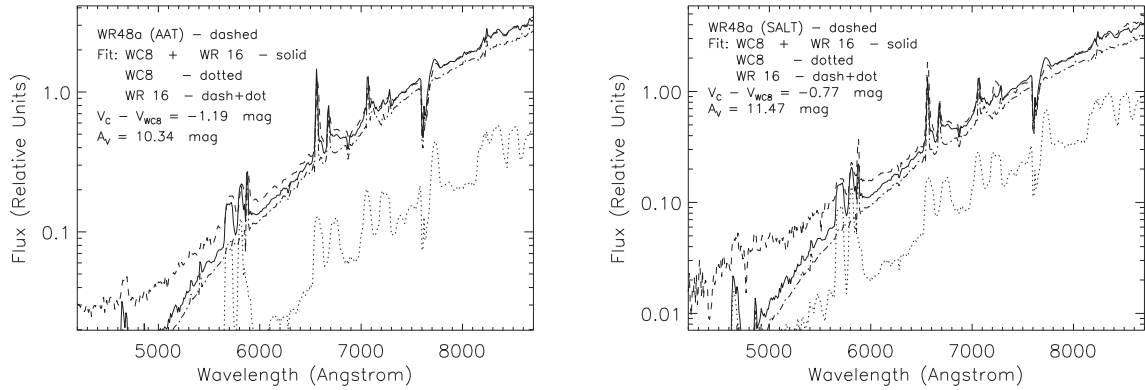 WR48a (AAT) – dashed
Fit: WC8 + WR 16 – solid
WC8 – dotted
WR 16 – dash+dot
V_C – V_WC8 = –1.19 mag
A_V = 10.34 mag
Flux (Relative Units)
1.0
0.1
5000 6000 7000 8000
Wavelength (Angstrom)
WR48a (SALT) – dashed
Fit: WC8 + WR 16 – solid
WC8 – dotted
WR 16 – dash+dot
V_C – V_WC8 = –0.77 mag
A_V = 11.47 mag
Flux (Relative Units)
1.00
0.10
0.01
5000 6000 7000 8000
Wavelength (Angstrom)